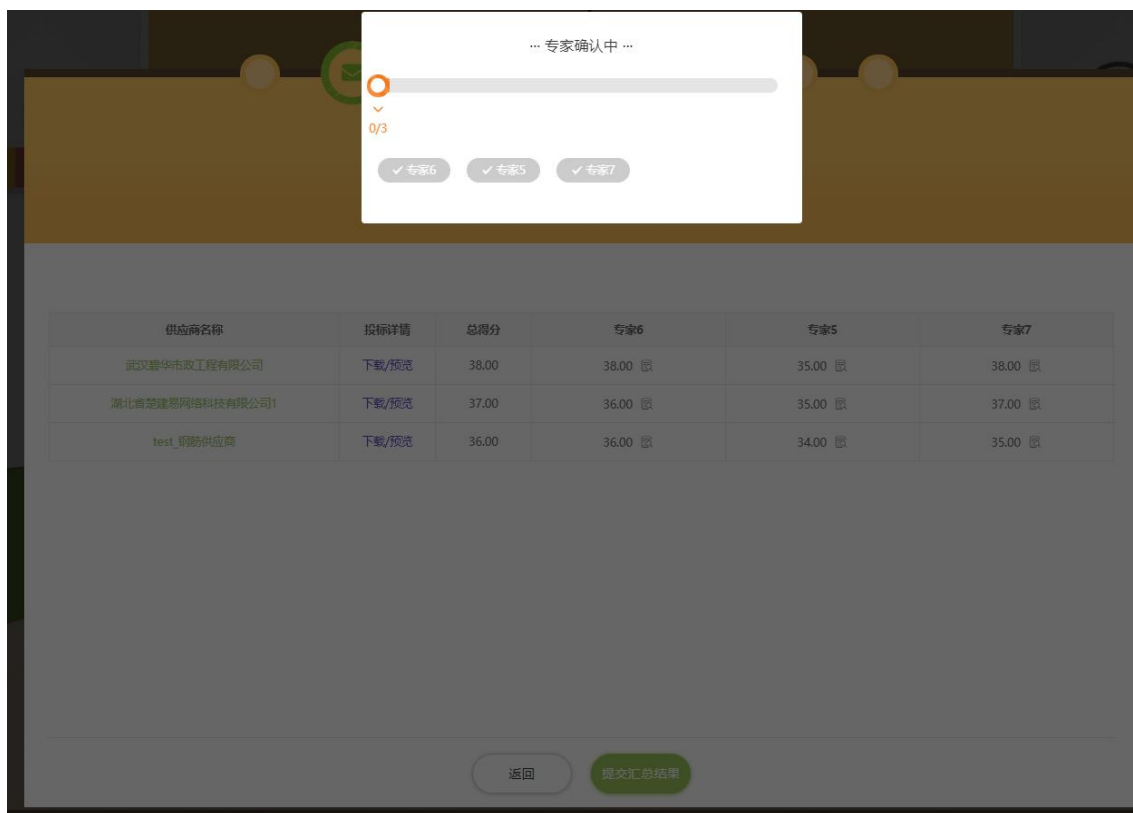 ... 专家确认中 ...
0/3
专家6 专家5 专家7
供应商名称 投标详情 总得分 专家6 专家5 专家7
武汉碧华市政工程有限公司 下载/预览 38.00 38.00 35.00 38.00
湖北省楚建易网络科技有限公司1 下载/预览 37.00 36.00 35.00 37.00
test_钢筋供应商 下载/预览 36.00 36.00 34.00 35.00
返回 提交汇总结果